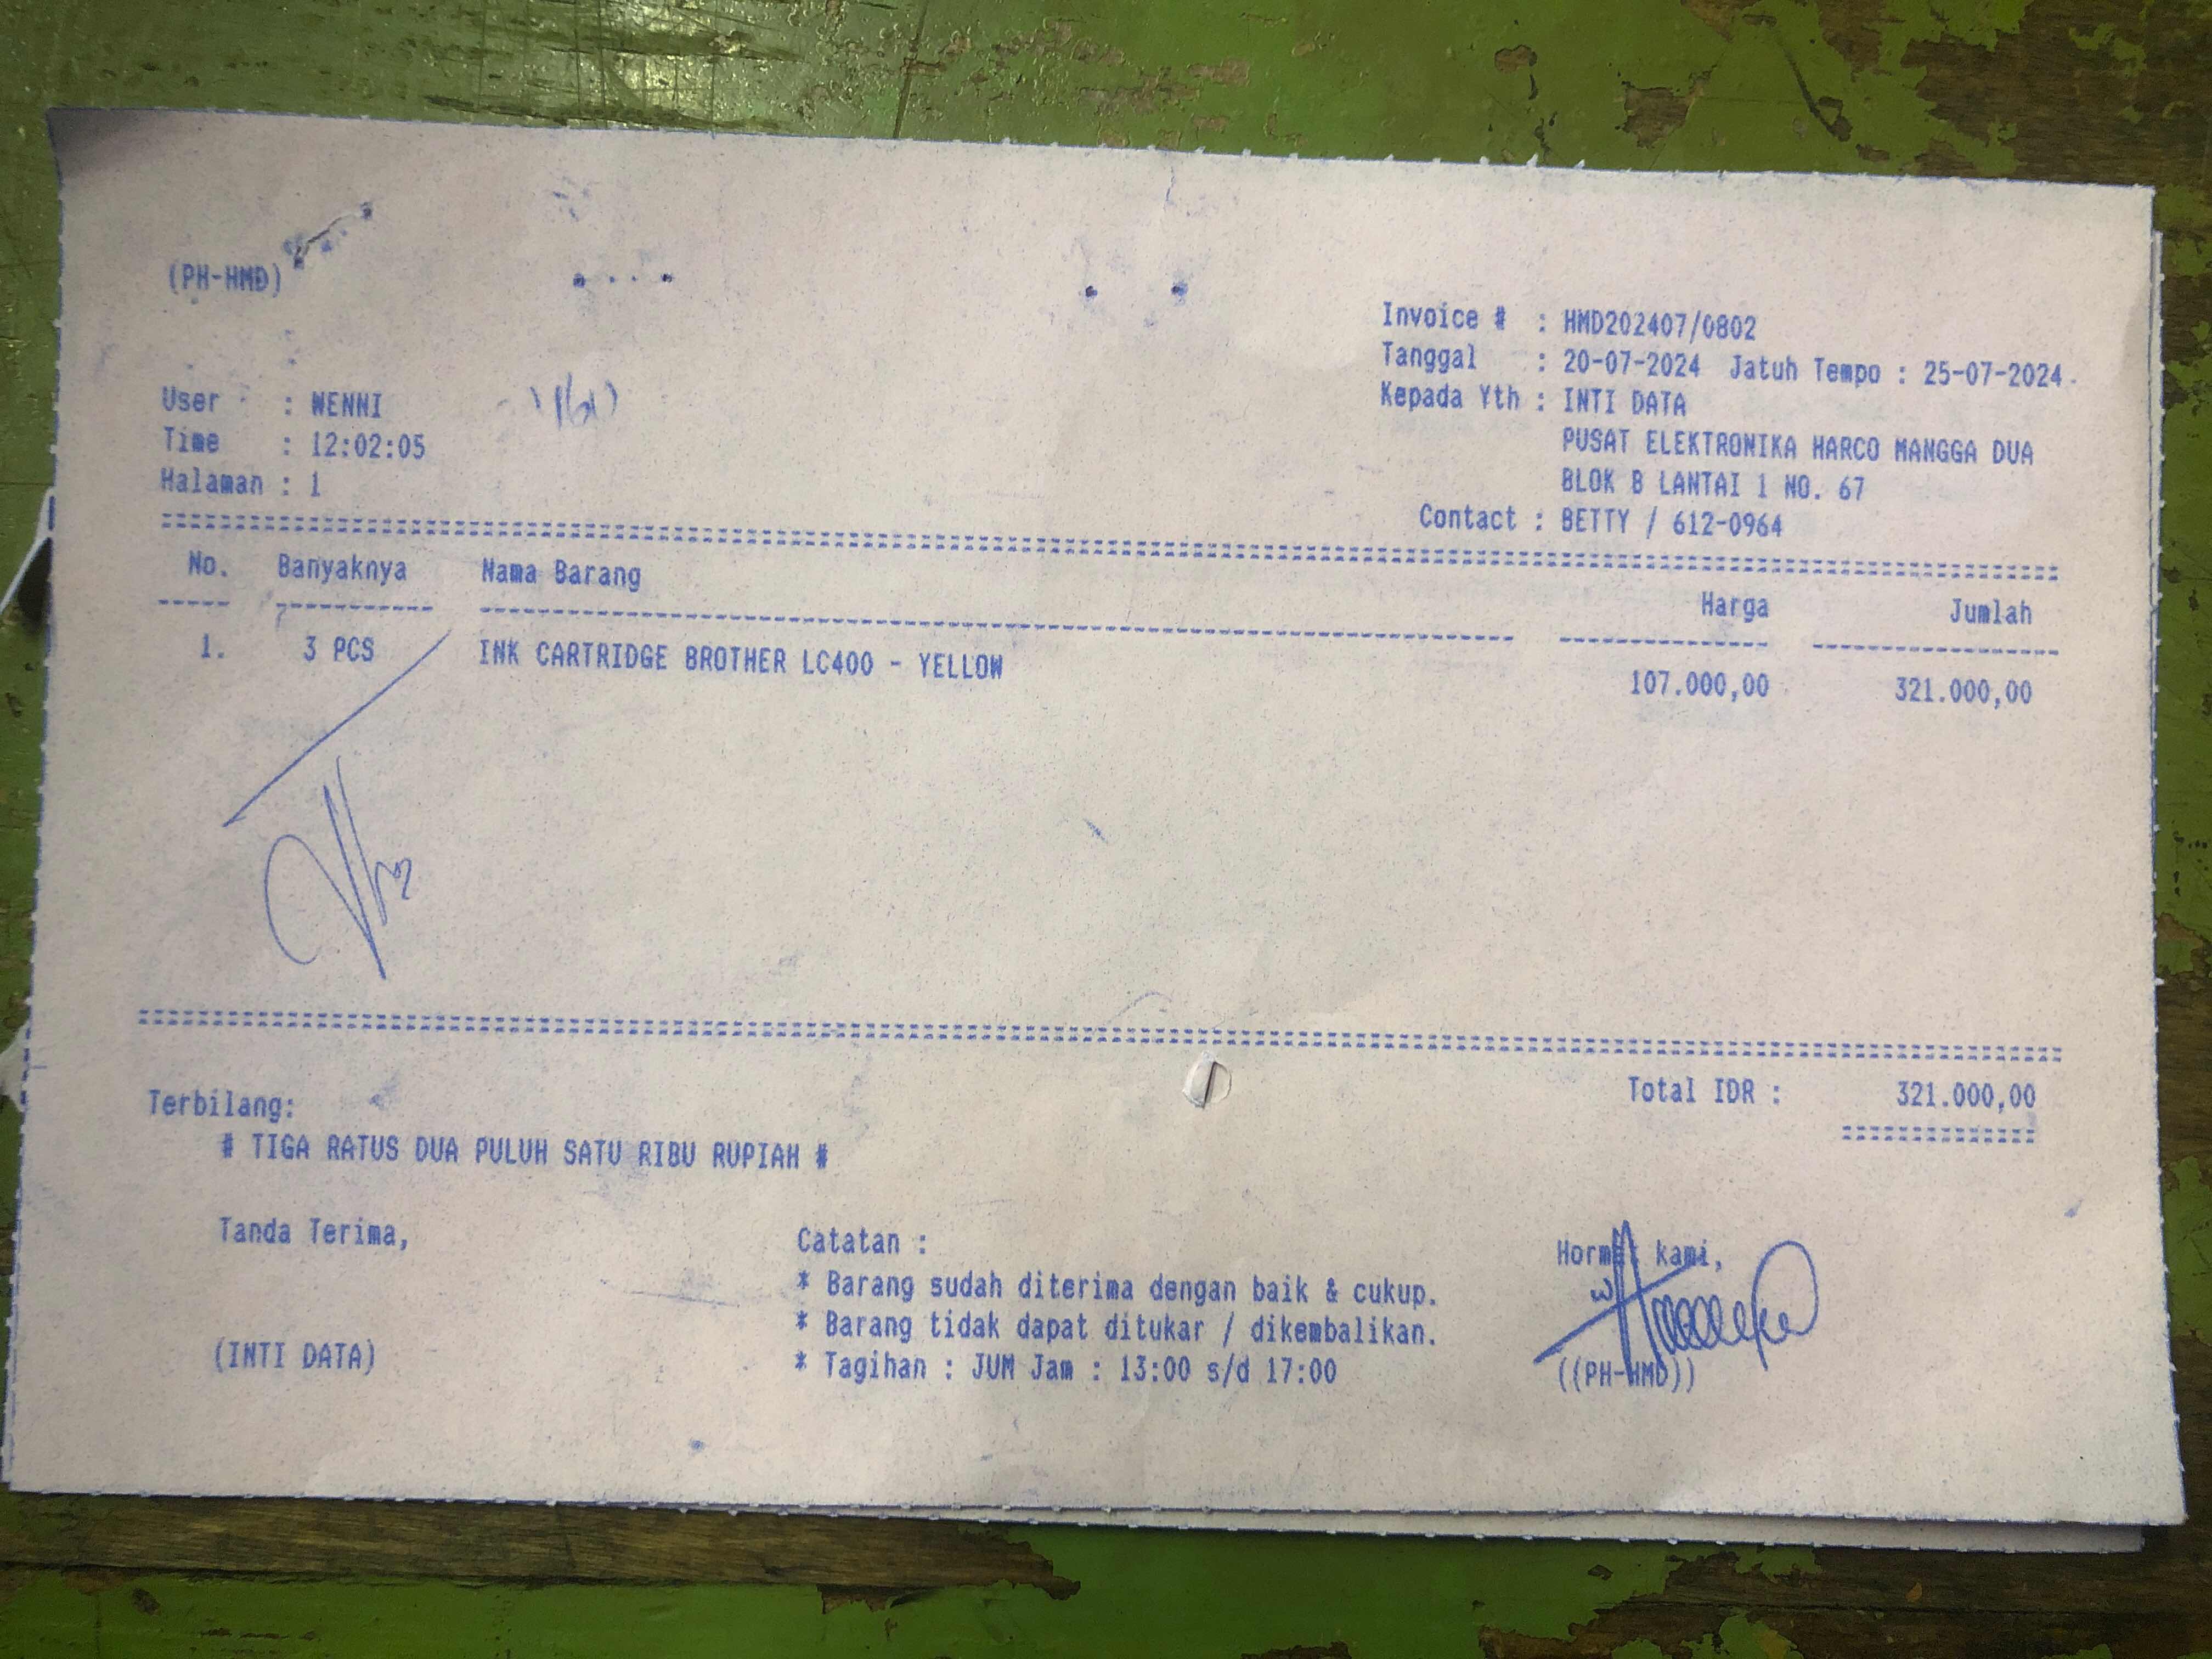 (PH-HMD)
Invoice # : HMD202407/0802
Tanggal : 20-07-2024 Jatuh Tempo : 25-07-2024
Kepada Yth : INTI DATA
PUSAT ELEKTRONIKA HARCO MANGGA DUA
BLOK B LANTAI 1 NO. 67
Contact : BETTY / 612-0964
User : WENNI
Time : 12:02:05
Halaman : 1
No. Banyaknya Nama Barang Harga Jumlah
1. 3 PCS INK CARTRIDGE BROTHER LC400 - YELLOW 107.000,00 321.000,00
Total IDR : 321.000,00
Terbilang:
# TIGA RATUS DUA PULUH SATU RIBU RUPIAH #
Tanda Terima,
(INTI DATA)
Catatan :
* Barang sudah diterima dengan baik & cukup.
* Barang tidak dapat ditukar / dikembalikan.
* Tagihan : JUM Jam : 13:00 s/d 17:00
Hormat kami,
((PH-HMD))